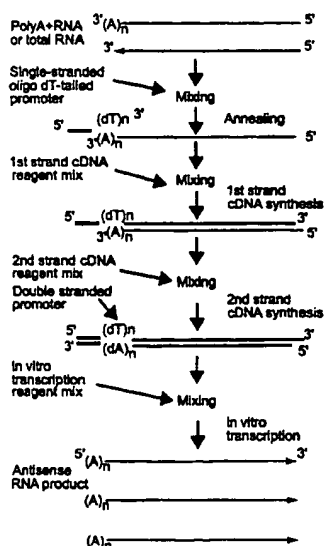 PolyA+RNA
or total RNA
3' (A)n 5'
3' 5'
Single-stranded
oligo dT-tailed
promoter
Mixing
Annealing
(dT)n 3'
5'
3'(A)n 5'
1st strand cDNA
reagent mix
Mixing
1st strand
cDNA synthesis
5' (dT)n 3'
3'(A)n 5'
2nd strand cDNA
reagent mix
Mixing
Double stranded
promoter
2nd strand
cDNA synthesis
5' (dT)n 3'
3' (dA)n 5'
In vitro
transcription
reagent mix
Mixing
In vitro
transcription
5' (A)n 3'
Antisense
RNA product
(A)n
(A)n